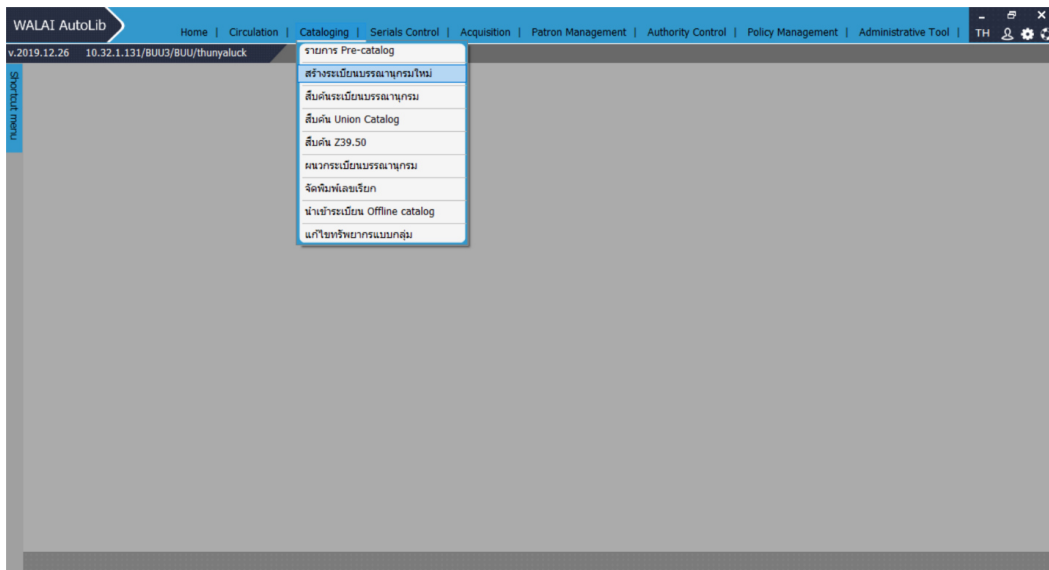 WALAI AutoLib
Home | Circulation | Cataloging | Serials Control | Acquisition | Patron Management | Authority Control | Policy Management | Administrative Tool |
TH
v.2019.12.26 10.32.1.131/BUU3/BUU/thunyaluck
Shortcut menu
รายการ Pre-catalog
สร้างระเบียนบรรณานุกรมใหม่
สืบค้นระเบียนบรรณานุกรม
สืบค้น Union Catalog
สืบค้น Z39.50
ผนวกระเบียนบรรณานุกรม
จัดพิมพ์เลขเรียก
นำเข้าระเบียน Offline catalog
แก้ไขทรัพยากรแบบกลุ่ม